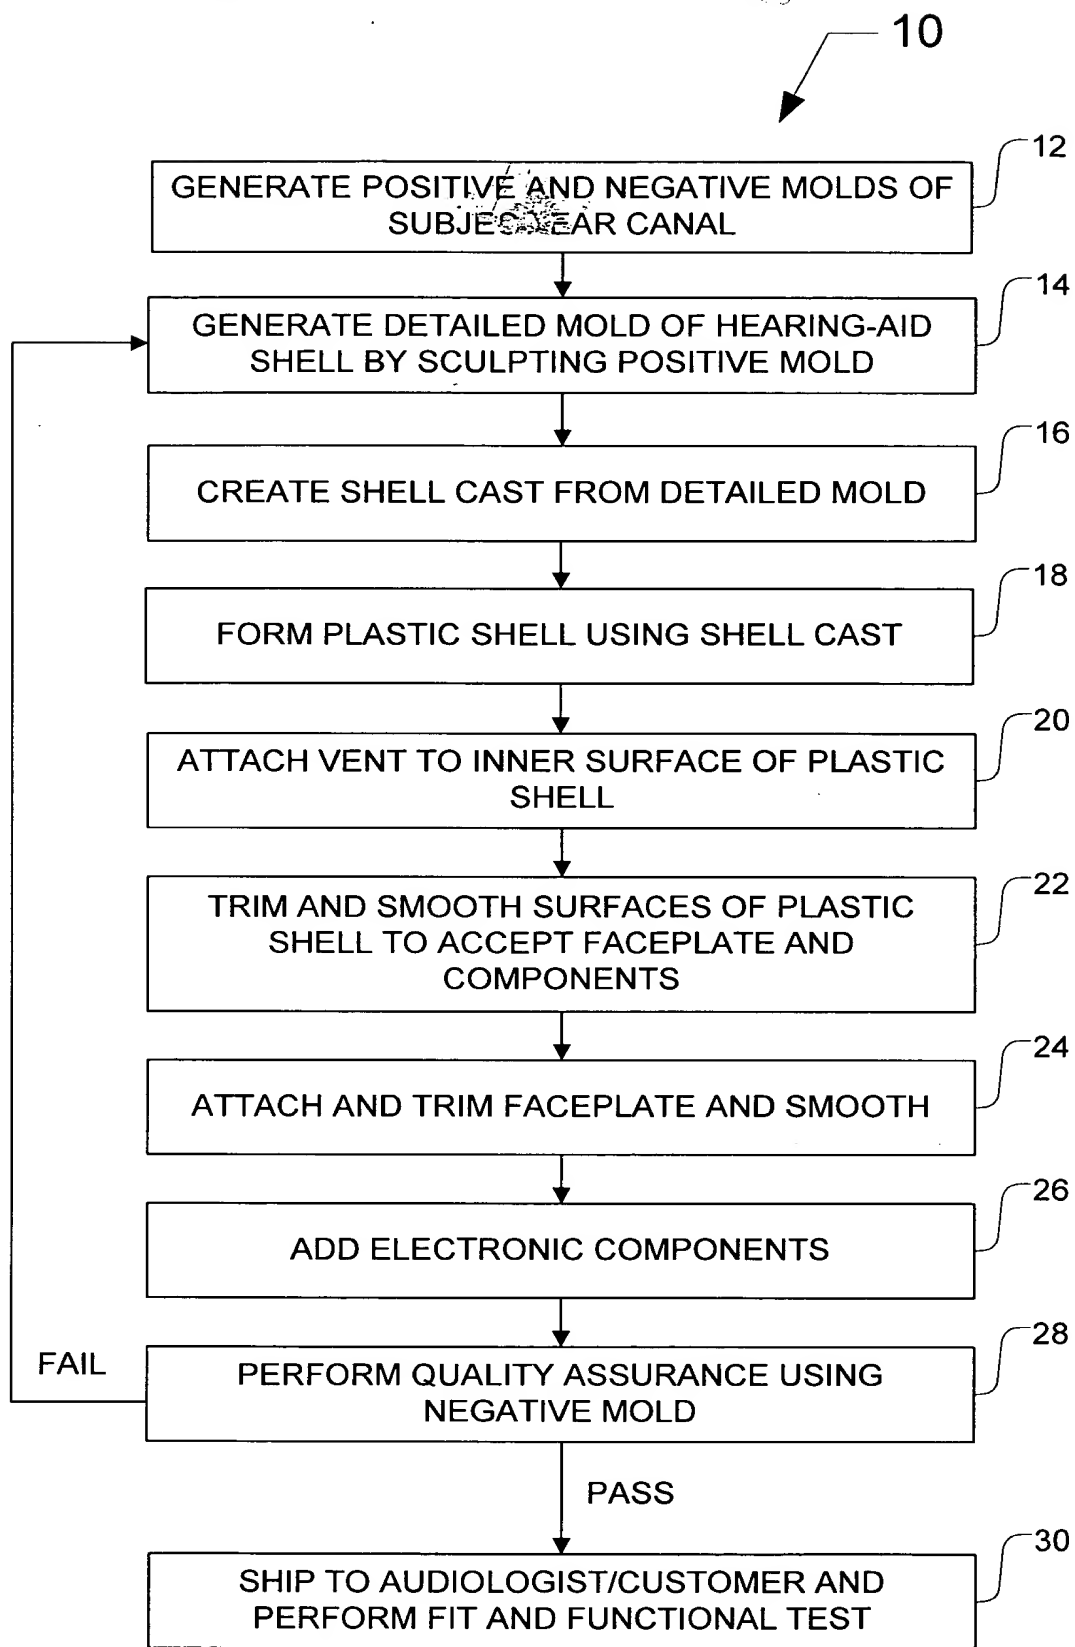 10
12
GENERATE POSITIVE AND NEGATIVE MOLDS OF
EAR CANAL
14
GENERATE DETAILED MOLD OF HEARING-AID
SHELL BY SCULPTING POSITIVE MOLD
16
CREATE SHELL CAST FROM DETAILED MOLD
18
FORM PLASTIC SHELL USING SHELL CAST
20
ATTACH VENT TO INNER SURFACE OF PLASTIC
SHELL
22
TRIM AND SMOOTH SURFACES OF PLASTIC
SHELL TO ACCEPT FACEPLATE AND
COMPONENTS
24
ATTACH AND TRIM FACEPLATE AND SMOOTH
26
ADD ELECTRONIC COMPONENTS
28
FAIL
PERFORM QUALITY ASSURANCE USING
NEGATIVE MOLD
PASS
30
SHIP TO AUDIOLOGIST/CUSTOMER AND
PERFORM FIT AND FUNCTIONAL TEST